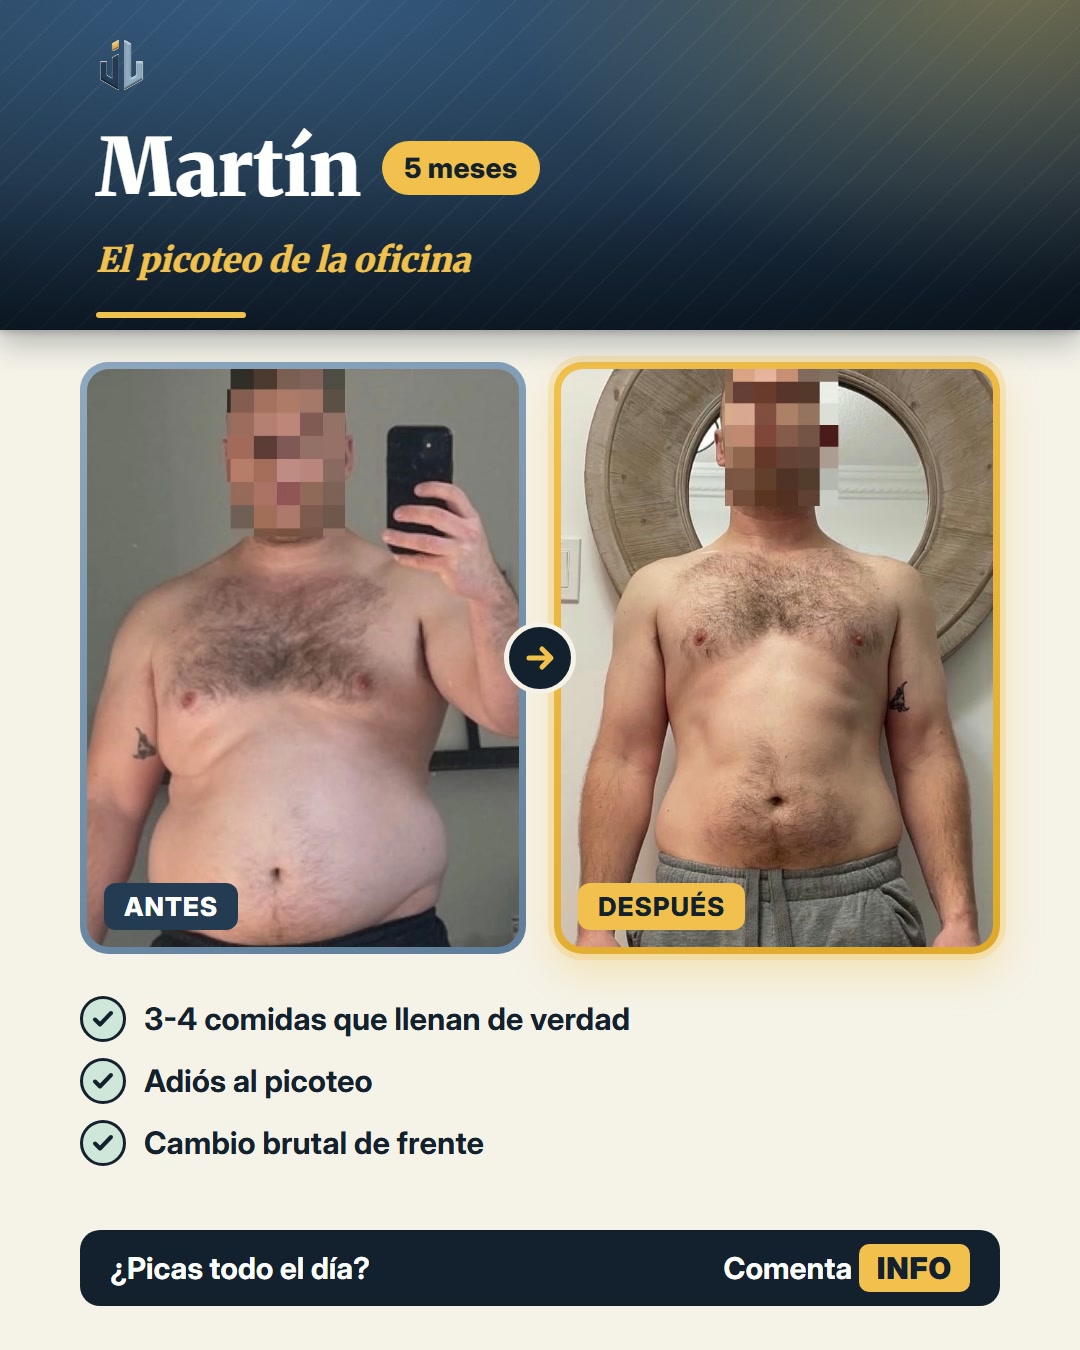 Martín 5 meses
El picoteo de la oficina
ANTES
DESPUÉS
3-4 comidas que llenan de verdad
Adiós al picoteo
Cambio brutal de frente
¿Picas todo el día? Comenta INFO